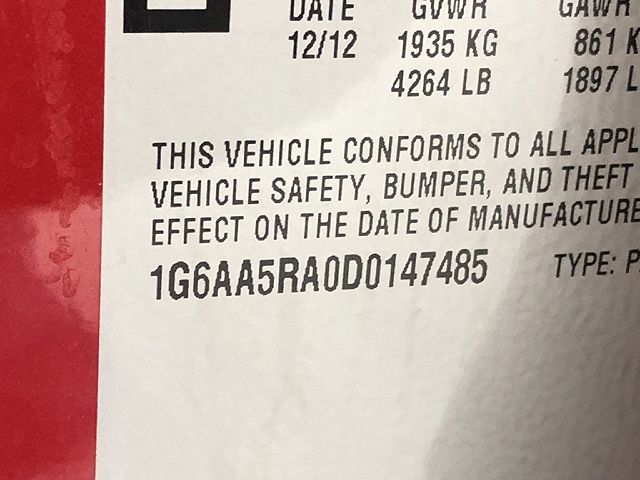 DATE GVWR GAWR
12/12 1935 KG 861 K
4264 LB 1897 L
THIS VEHICLE CONFORMS TO ALL APPL
VEHICLE SAFETY, BUMPER, AND THEFT
EFFECT ON THE DATE OF MANUFACTURE
1G6AA5RA0D0147485 TYPE: P